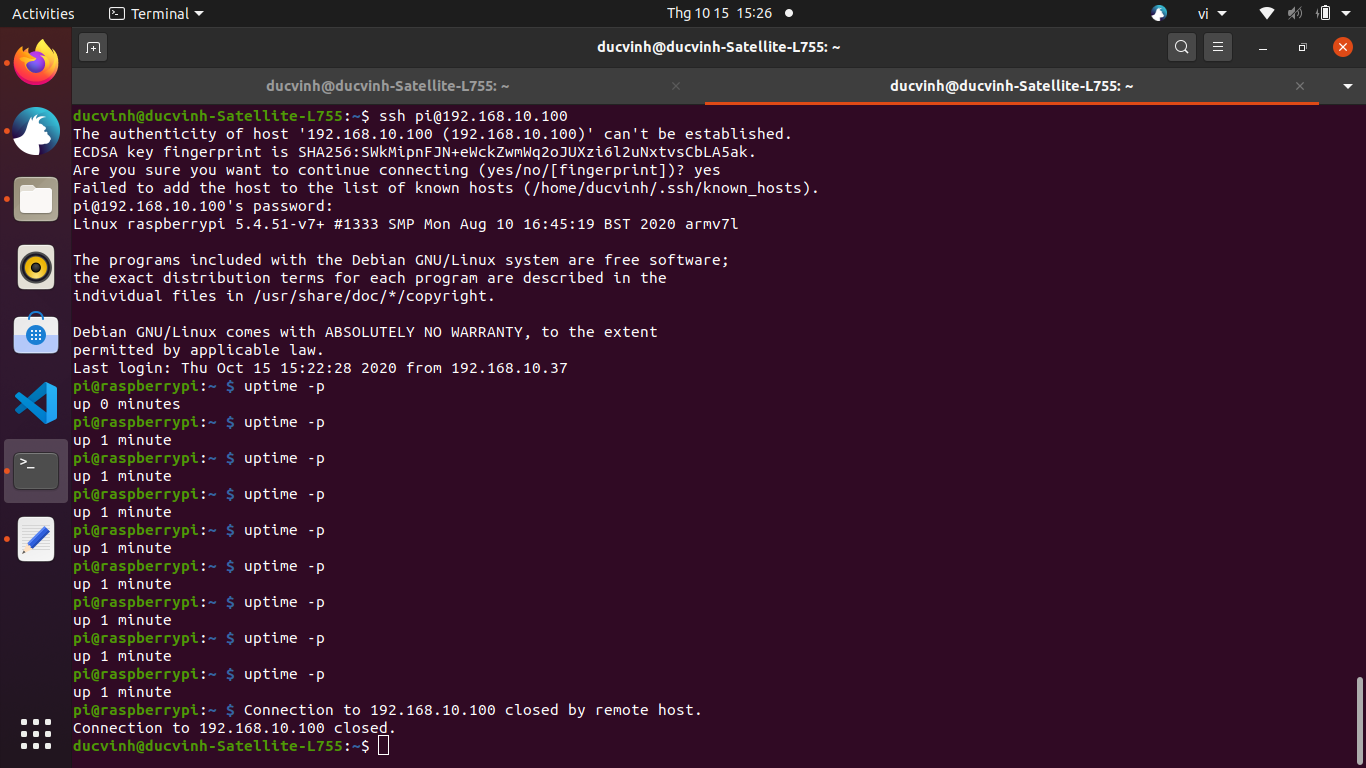 Activities Terminal Thg 10 15 15:26 vi
ducvinh@ducvinh-Satellite-L755: ~
ducvinh@ducvinh-Satellite-L755: ~ ducvinh@ducvinh-Satellite-L755: ~
ducvinh@ducvinh-Satellite-L755:~$ ssh pi@192.168.10.100
The authenticity of host '192.168.10.100 (192.168.10.100)' can't be established.
ECDSA key fingerprint is SHA256:SWkMipnFJN+eWckZwmWq2oJUXzi6l2uNxtvsCbLA5ak.
Are you sure you want to continue connecting (yes/no/[fingerprint])? yes
Failed to add the host to the list of known hosts (/home/ducvinh/.ssh/known_hosts).
pi@192.168.10.100's password:
Linux raspberrypi 5.4.51-v7+ #1333 SMP Mon Aug 10 16:45:19 BST 2020 armv7l
The programs included with the Debian GNU/Linux system are free software;
the exact distribution terms for each program are described in the
individual files in /usr/share/doc/*/copyright.
Debian GNU/Linux comes with ABSOLUTELY NO WARRANTY, to the extent
permitted by applicable law.
Last login: Thu Oct 15 15:22:28 2020 from 192.168.10.37
pi@raspberrypi:~ $ uptime -p
up 0 minutes
pi@raspberrypi:~ $ uptime -p
up 1 minute
pi@raspberrypi:~ $ uptime -p
up 1 minute
pi@raspberrypi:~ $ uptime -p
up 1 minute
pi@raspberrypi:~ $ uptime -p
up 1 minute
pi@raspberrypi:~ $ uptime -p
up 1 minute
pi@raspberrypi:~ $ uptime -p
up 1 minute
pi@raspberrypi:~ $ uptime -p
up 1 minute
pi@raspberrypi:~ $ uptime -p
up 1 minute
pi@raspberrypi:~ $ Connection to 192.168.10.100 closed by remote host.
Connection to 192.168.10.100 closed.
ducvinh@ducvinh-Satellite-L755:~$